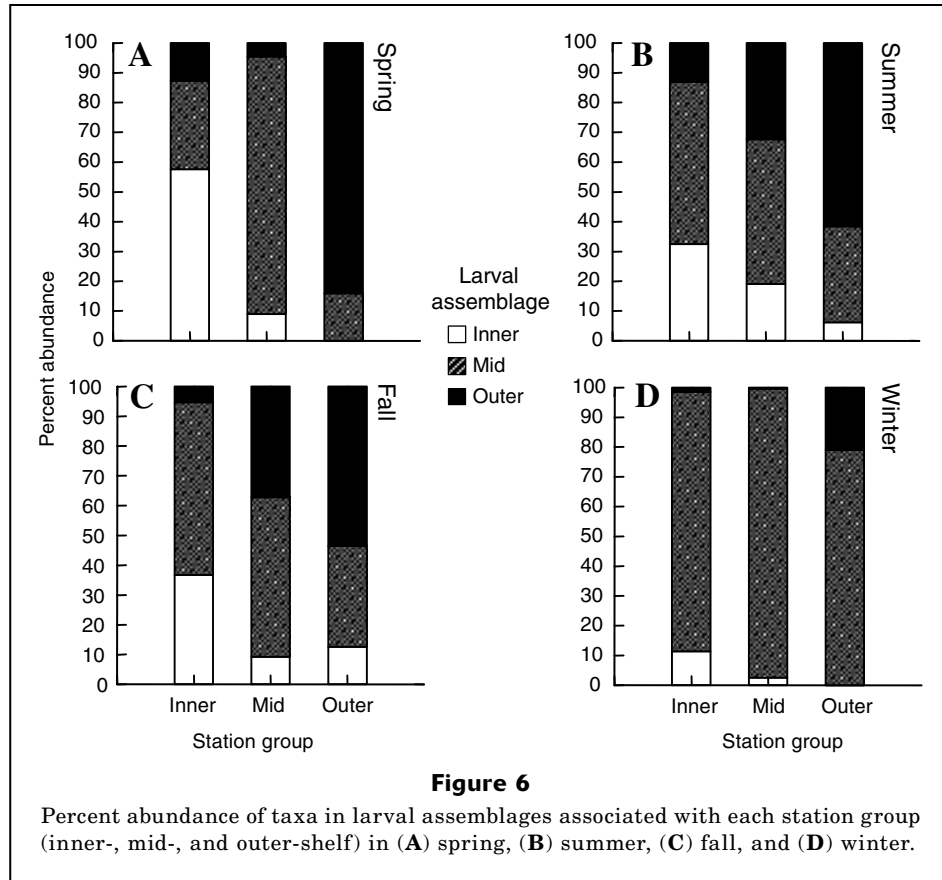 A
Spring
100
90
80
70
60
50
40
30
20
10
0
B
Summer
100
90
80
70
60
50
40
30
20
10
0
Percent abundance
Larval
assemblage
Inner
Mid
Outer
C
Fall
100
90
80
70
60
50
40
30
20
10
0
Inner Mid Outer
Station group
D
Winter
100
90
80
70
60
50
40
30
20
10
0
Inner Mid Outer
Station group
Figure 6
Percent abundance of taxa in larval assemblages associated with each station group
(inner-, mid-, and outer-shelf) in (A) spring, (B) summer, (C) fall, and (D) winter.